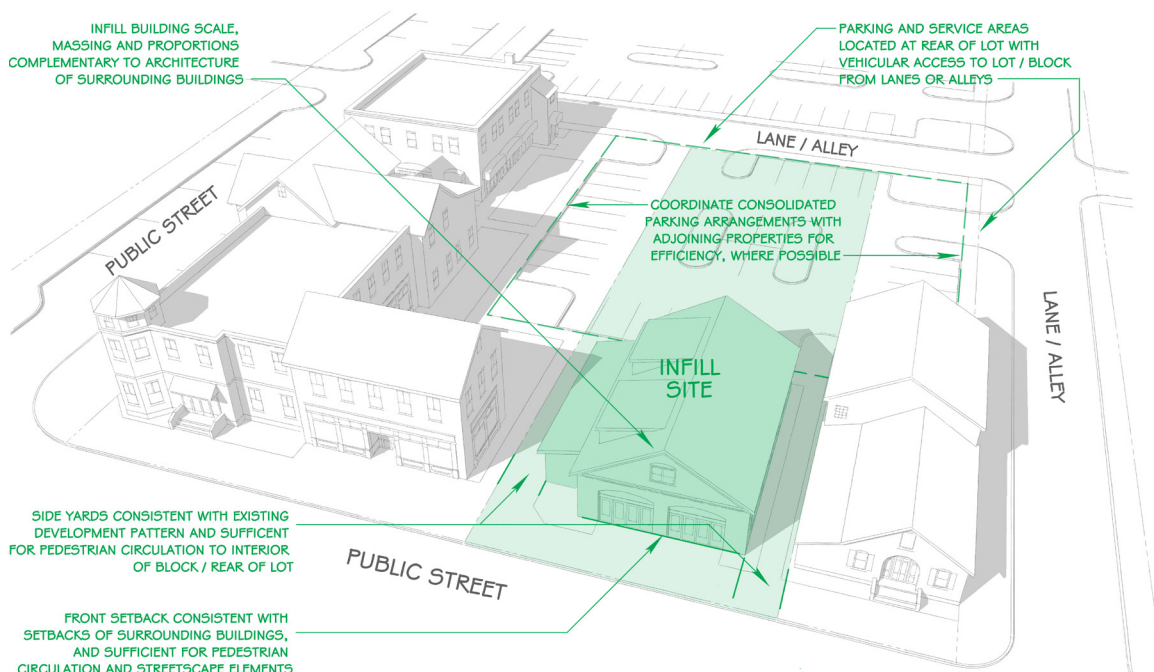 INFILL BUILDING SCALE,
MASSING AND PROPORTIONS
COMPLEMENTARY TO ARCHITECTURE
OF SURROUNDING BUILDINGS
PARKING AND SERVICE AREAS
LOCATED AT REAR OF LOT WITH
VEHICULAR ACCESS TO LOT / BLOCK
FROM LANES OR ALLEYS
LANE / ALLEY
PUBLIC STREET
COORDINATE CONSOLIDATED
PARKING ARRANGEMENTS WITH
ADJOINING PROPERTIES FOR
EFFICIENCY, WHERE POSSIBLE
LANE / ALLEY
INFILL
SITE
SIDE YARDS CONSISTENT WITH EXISTING
DEVELOPMENT PATTERN AND SUFFICENT
FOR PEDESTRIAN CIRCULATION TO INTERIOR
OF BLOCK / REAR OF LOT
PUBLIC STREET
FRONT SETBACK CONSISTENT WITH
SETBACKS OF SURROUNDING BUILDINGS,
AND SUFFICIENT FOR PEDESTRIAN
CIRCULATION AND STREETSCAPE ELEMENTS